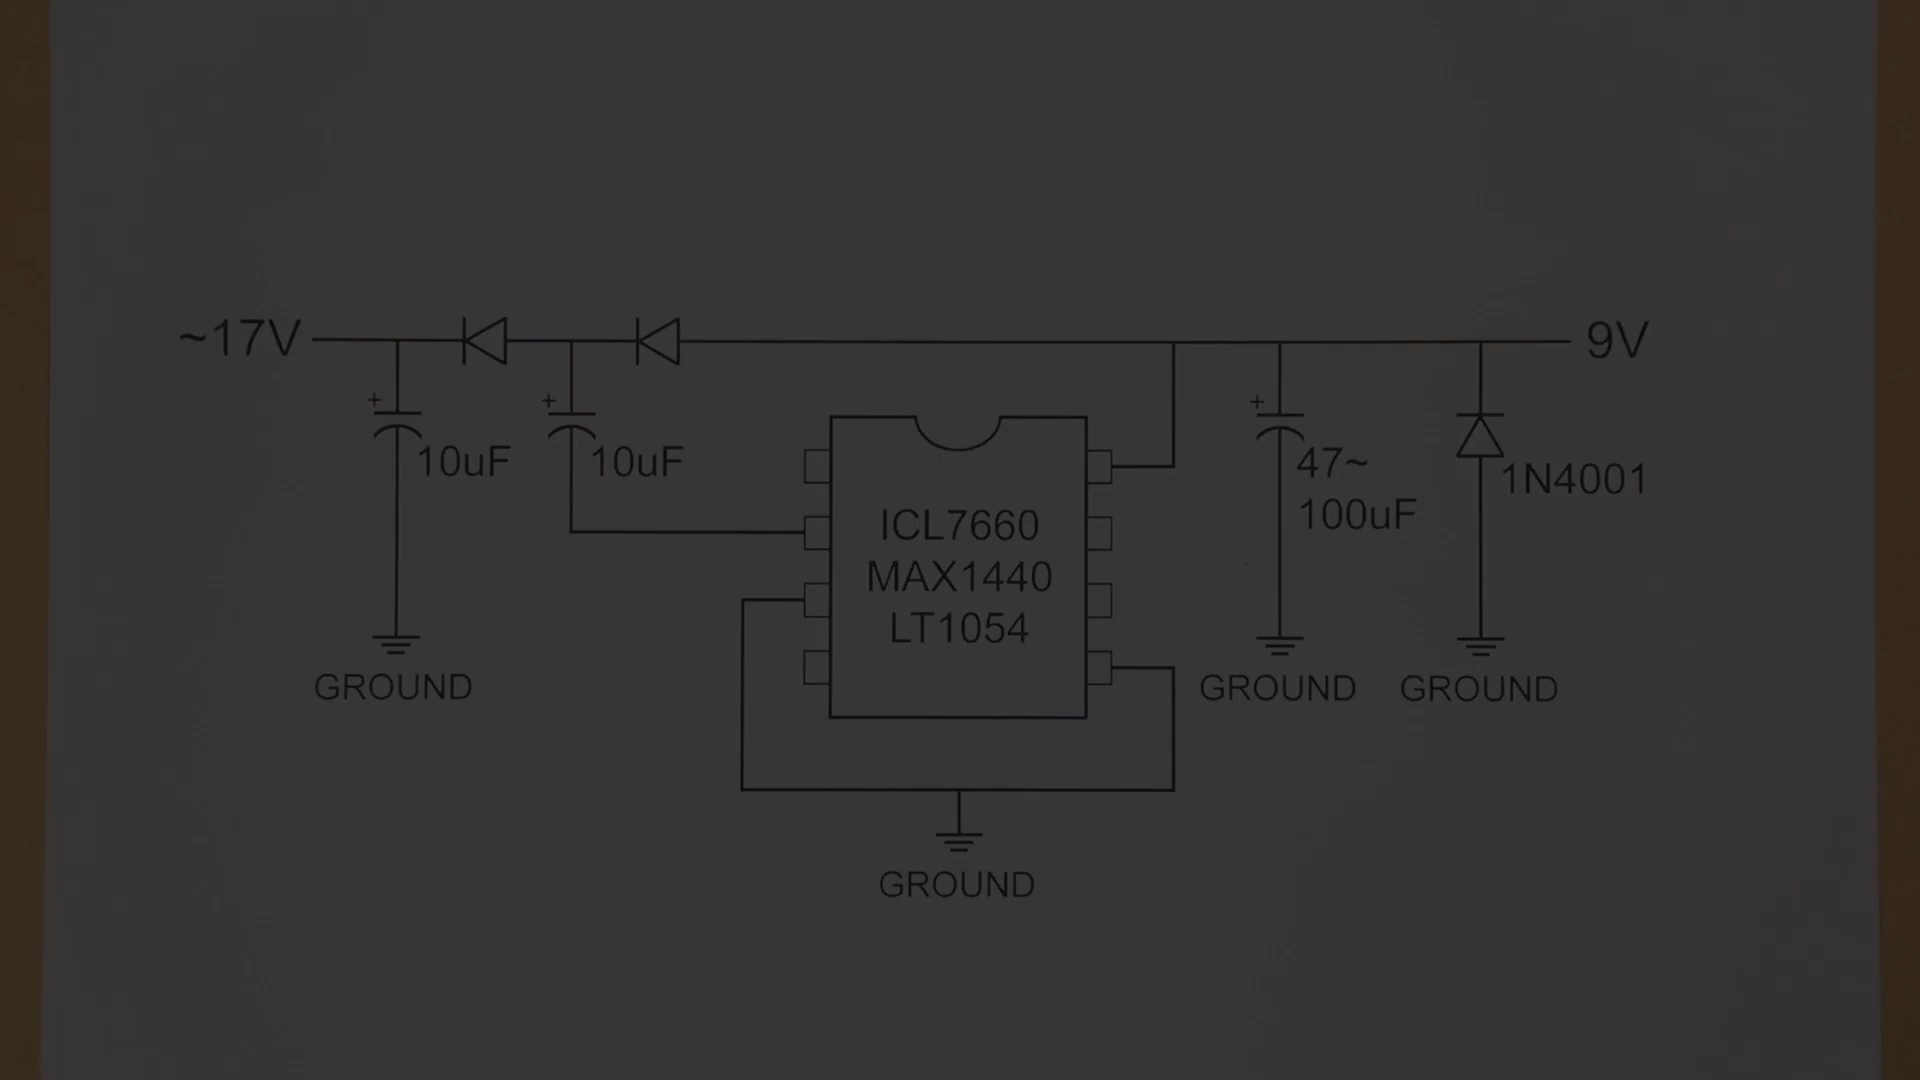 ~17V
9V
+
+
+
10uF
10uF
47~
100uF
1N4001
ICL7660
MAX1440
LT1054
GROUND
GROUND
GROUND
GROUND